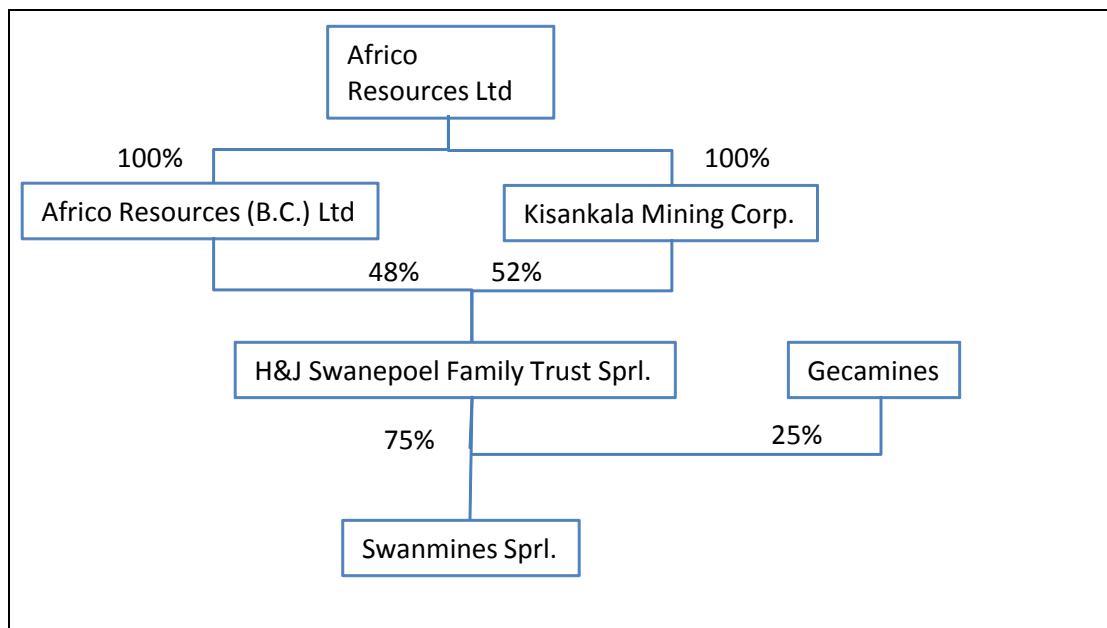 Africo
Resources Ltd
100%
100%
Africo Resources (B.C.) Ltd
Kisankala Mining Corp.
48%
52%
H&J Swanepoel Family Trust Sprl.
Gecamines
75%
25%
Swanmines Sprl.